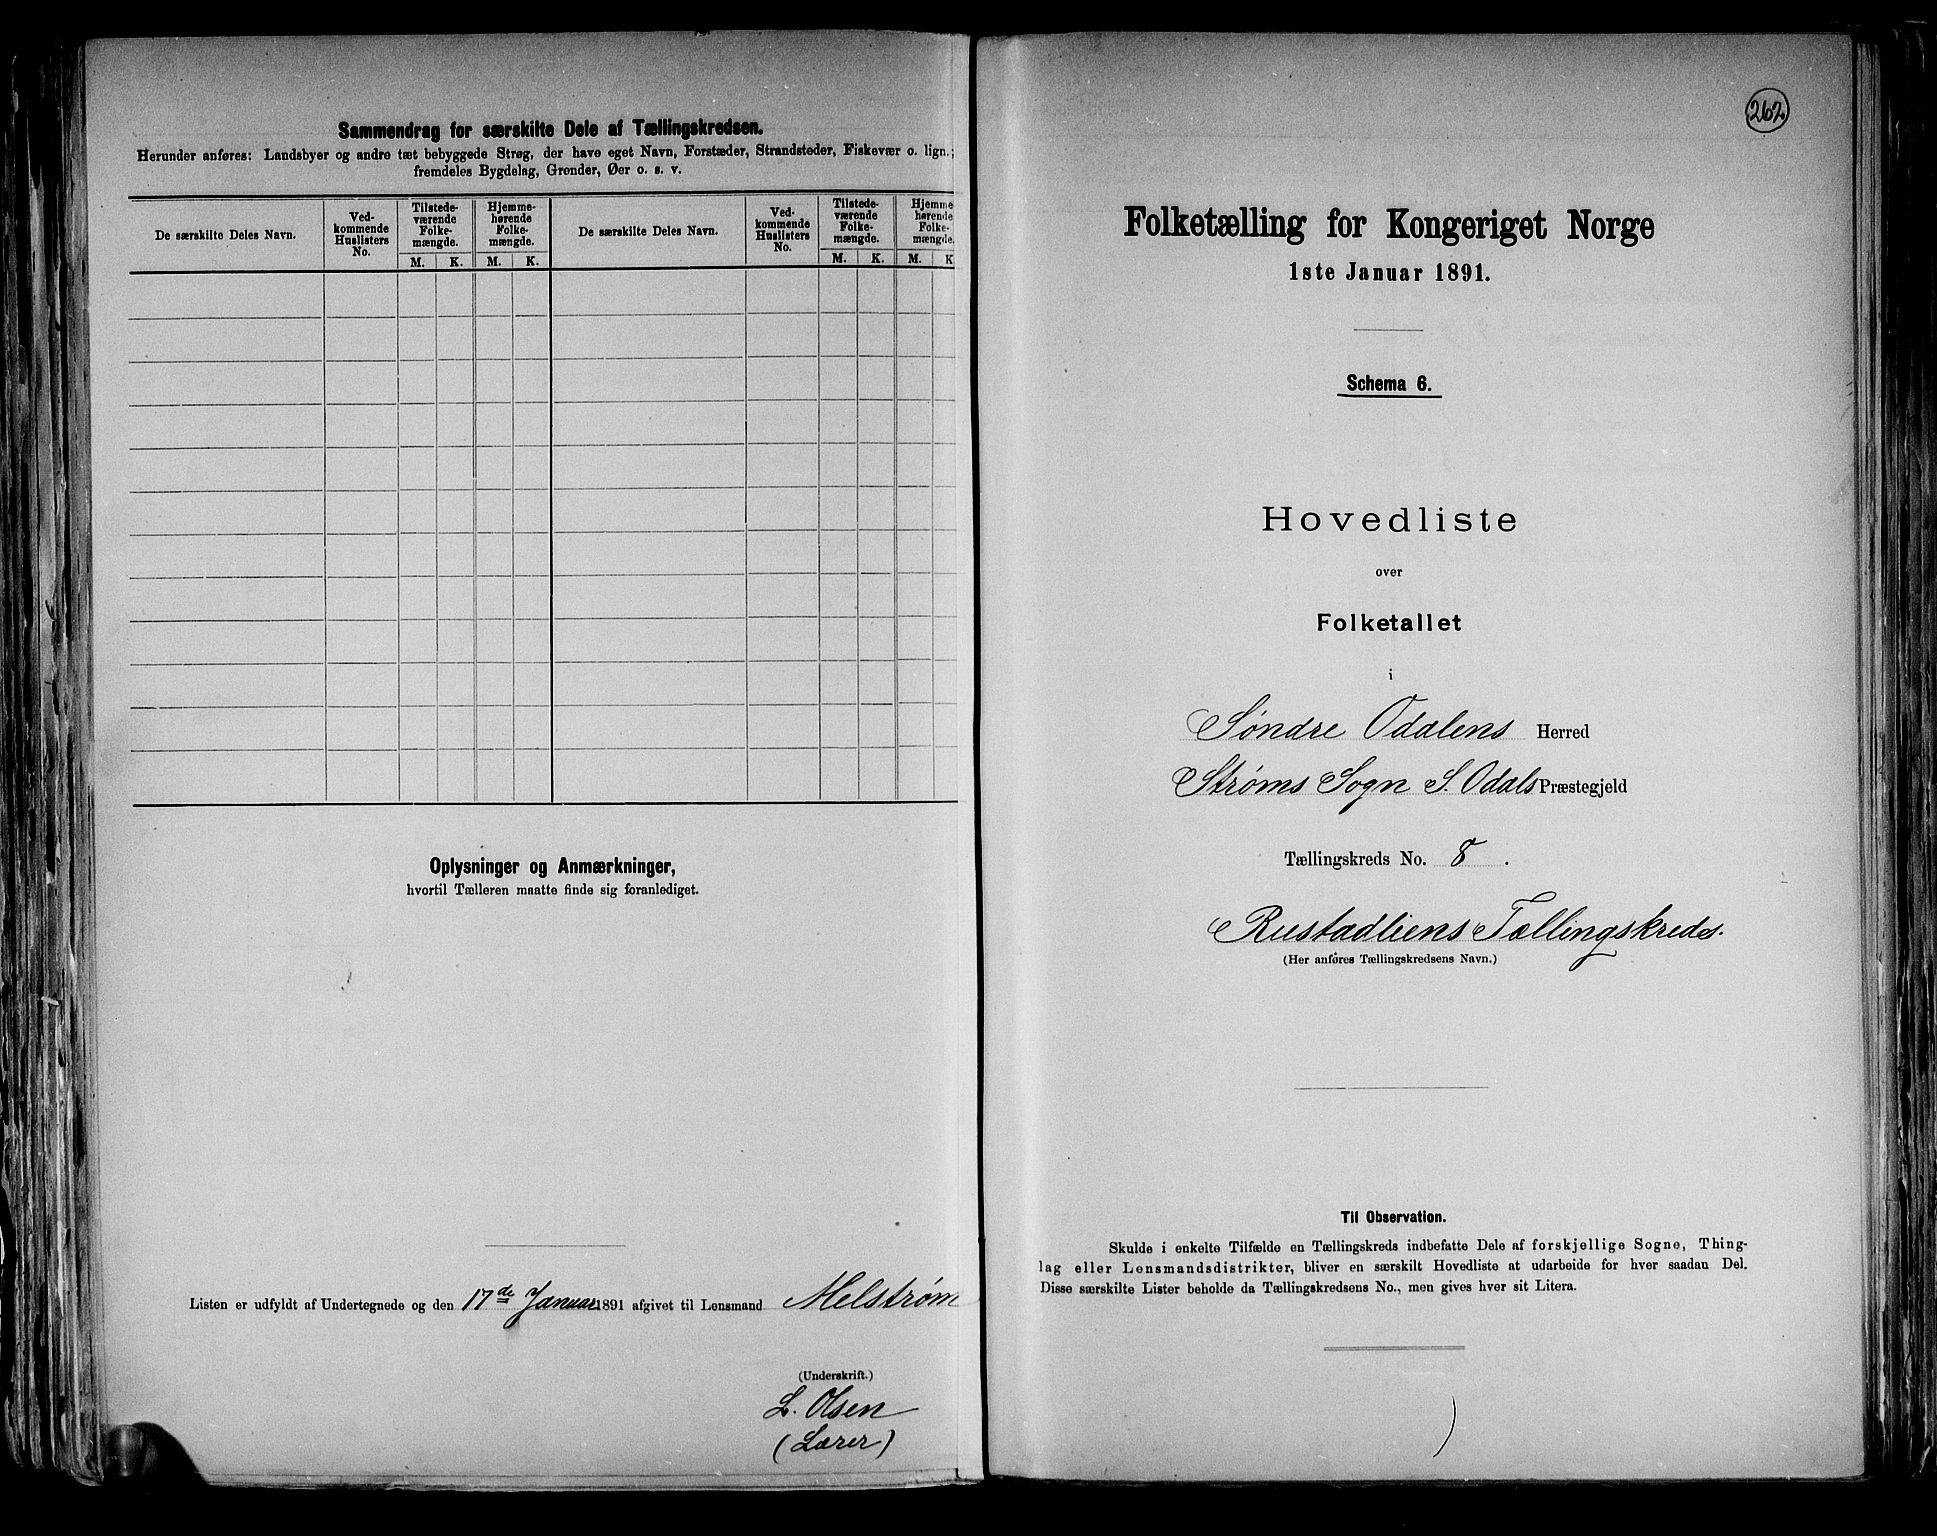 Sammendrag for særskilte Dele af Tællingskredsen.
Herunder anføres: Landsbyer og andre tæt bebyggede Strøg, der have eget Navn, Forstæder, Strandsteder, Fiskevær o. lign.;
fremdeles Bygdelag, Grender, Øer o. s. v.
De særskilte Deles Navn.
Ved-
kommende
Huslisters
No.
Tilstede-
værende
Folke-
mængde.
Hjemme-
hørende
Folke-
mængde.
M. K. M. K.
De særskilte Deles Navn.
Ved-
kommende
Huslisters
No.
Tilstede-
værende
Folke-
mængde.
Hjemme
hørende
Folke-
mængde.
M. K. M. K
Oplysninger og Anmærkninger,
hvortil Tælleren maatte finde sig foranlediget.
Listen er udfyldt af Undertegnede og den 17de Januar 1891 afgivet til Lensmand Melstrøm
(Underskrift.)
L. Olsen
(Lærer)
262.
Folketælling for Kongeriget Norge
1ste Januar 1891.
Schema 6.
Hovedliste
over
Folketallet
i
Søndre Odalens Herred
Strøms Sogn S. Odals Præstegjeld
Tællingskreds No. 8.
Rustadliens Tællingskreds.
(Her anføres Tællingskredsens Navn.)
Til Observation.
Skulde i enkelte Tilfælde en Tællingskreds indbefatte Dele af forskjellige Sogne, Thing-
lag eller Lensmandsdistrikter, bliver en særskilt Hovedliste at udarbeide for hver saadan Del.
Disse særskilte Lister beholde da Tællingskredsens No., men gives hver sit Litera.